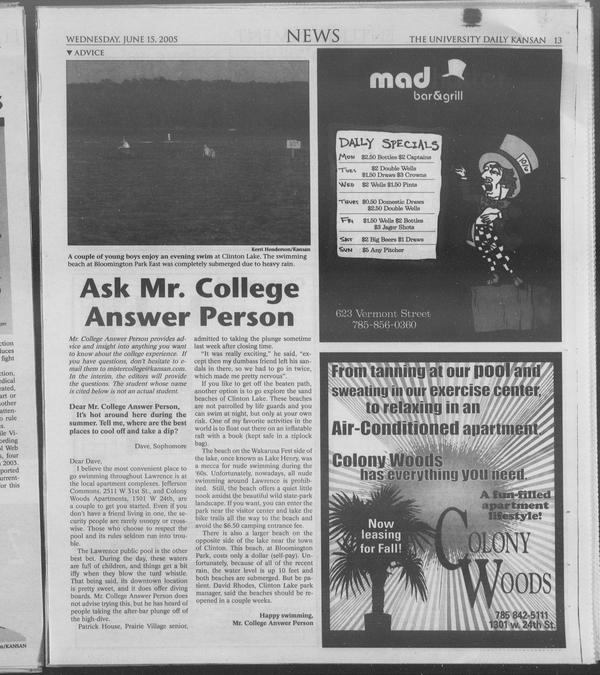 WEDNESDAY, JUNE 15, 2005
NEWS
THE UNIVERSITY DAILY KANSAN 13
▼ ADVICE
Kerri Henderson/Kansan
A couple of young boys enjoy an evening swim at Clinton Lake. The swimming
beach at Bloomington Park East was completely submerged due to heavy rain.
Ask Mr. College
Answer Person
Mr. College Answer Person provides ad-
vice and insight into anything you want
to know about the college experience. If
you have questions, don't hesitate to e-
mail them to mistercollege@kansan.com.
In the interim, the editors will provide
the questions. The student whose name
is cited below is not an actual student.
Dear Mr. College Answer Person,
It's hot around here during the
summer. Tell me, where are the best
places to cool off and take a dip?
Dave, Sophomore
Dear Dave,
I believe the most convenient place to
go swimming throughout Lawrence is at
the local apartment complexes. Jefferson
Commons, 2511 W 31st St., and Colony
Woods Apartments, 1301 W 24th, are
a couple to get you started. Even if you
don't have a friend living in one, the se-
curity people are rarely snoopy or cross-
wise. Those who choose to respect the
pool and its rules seldom run into trou-
ble.
The Lawrence public pool is the other
best bet. During the day, these waters
are full of children, and things get a bit
iffy when they blow the turd whistle.
That being said, its downtown location
is pretty sweet, and it does offer diving
boards. Mr. College Answer Person does
not advise trying this, but he has heard of
people taking the after-bar plunge off of
the high-dive.
Patrick House, Prairie Village senior,
admitted to taking the plunge sometime
last week after closing time.
"It was really exciting," he said, "ex-
cept then my dumbass friend left his san-
dals in there, so we had to go in twice,
which made me pretty nervous".
If you like to get off the beaten path,
another option is to go explore the sand
beaches of Clinton Lake. These beaches
are not patrolled by life guards and you
can swim at night, but only at your own
risk. One of my favorite activities in the
world is to float out there on an inflatable
raft with a book (kept safe in a ziplock
bag).
The beach on the Wakarusa Fest side of
the lake, once known as Lake Henry, was
a mecca for nude swimming during the
'60s. Unfortunately, nowadays, all nude
swimming around Lawrence is prohib-
ited. Still, the beach offers a quiet little
nook amidst the beautiful wild state-park
landscape. If you want, you can enter the
park near the visitor center and take the
bike trails all the way to the beach and
avoid the $6.50 camping entrance fee.
There is also a larger beach on the
opposite side of the lake near the town
of Clinton. This beach, at Bloomington
Park, costs only a dollar (self-pay). Un-
fortunately, because of all of the recent
rain, the water level is up 10 feet and
both beaches are submerged. But be pa-
tient. David Rhodes, Clinton Lake park
manager, said the beaches should be re-
opened in a couple weeks.
Happy swimming,
Mr. College Answer Person
mad
bar&grill
DAILY SPECIALS
MON $2.50 Bottles $2 Captains
TUES $2 Double Wells
$1.50 Draws $3 Crowns
WED $2 Wells $1.50 Pints
THURS $0.50 Domestic Draws
$2.50 Double Wells
FRI $1.50 Wells $2 Bottles
$3 Jager Shots
SAT $2 Big Beers $1 Draws
SUN $5 Any Pitcher
10/6
623 Vermont Street
785-856-0360
From tanning at our pool and
sweating in our exercise center,
to relaxing in an
Air-Conditioned apartment,
Colony Woods
has everything you need.
A fun-filled
apartment
lifestyle!
Now
leasing
for Fall!
COLONY
WOODS
785 842-5111
1301 w. 24th St.